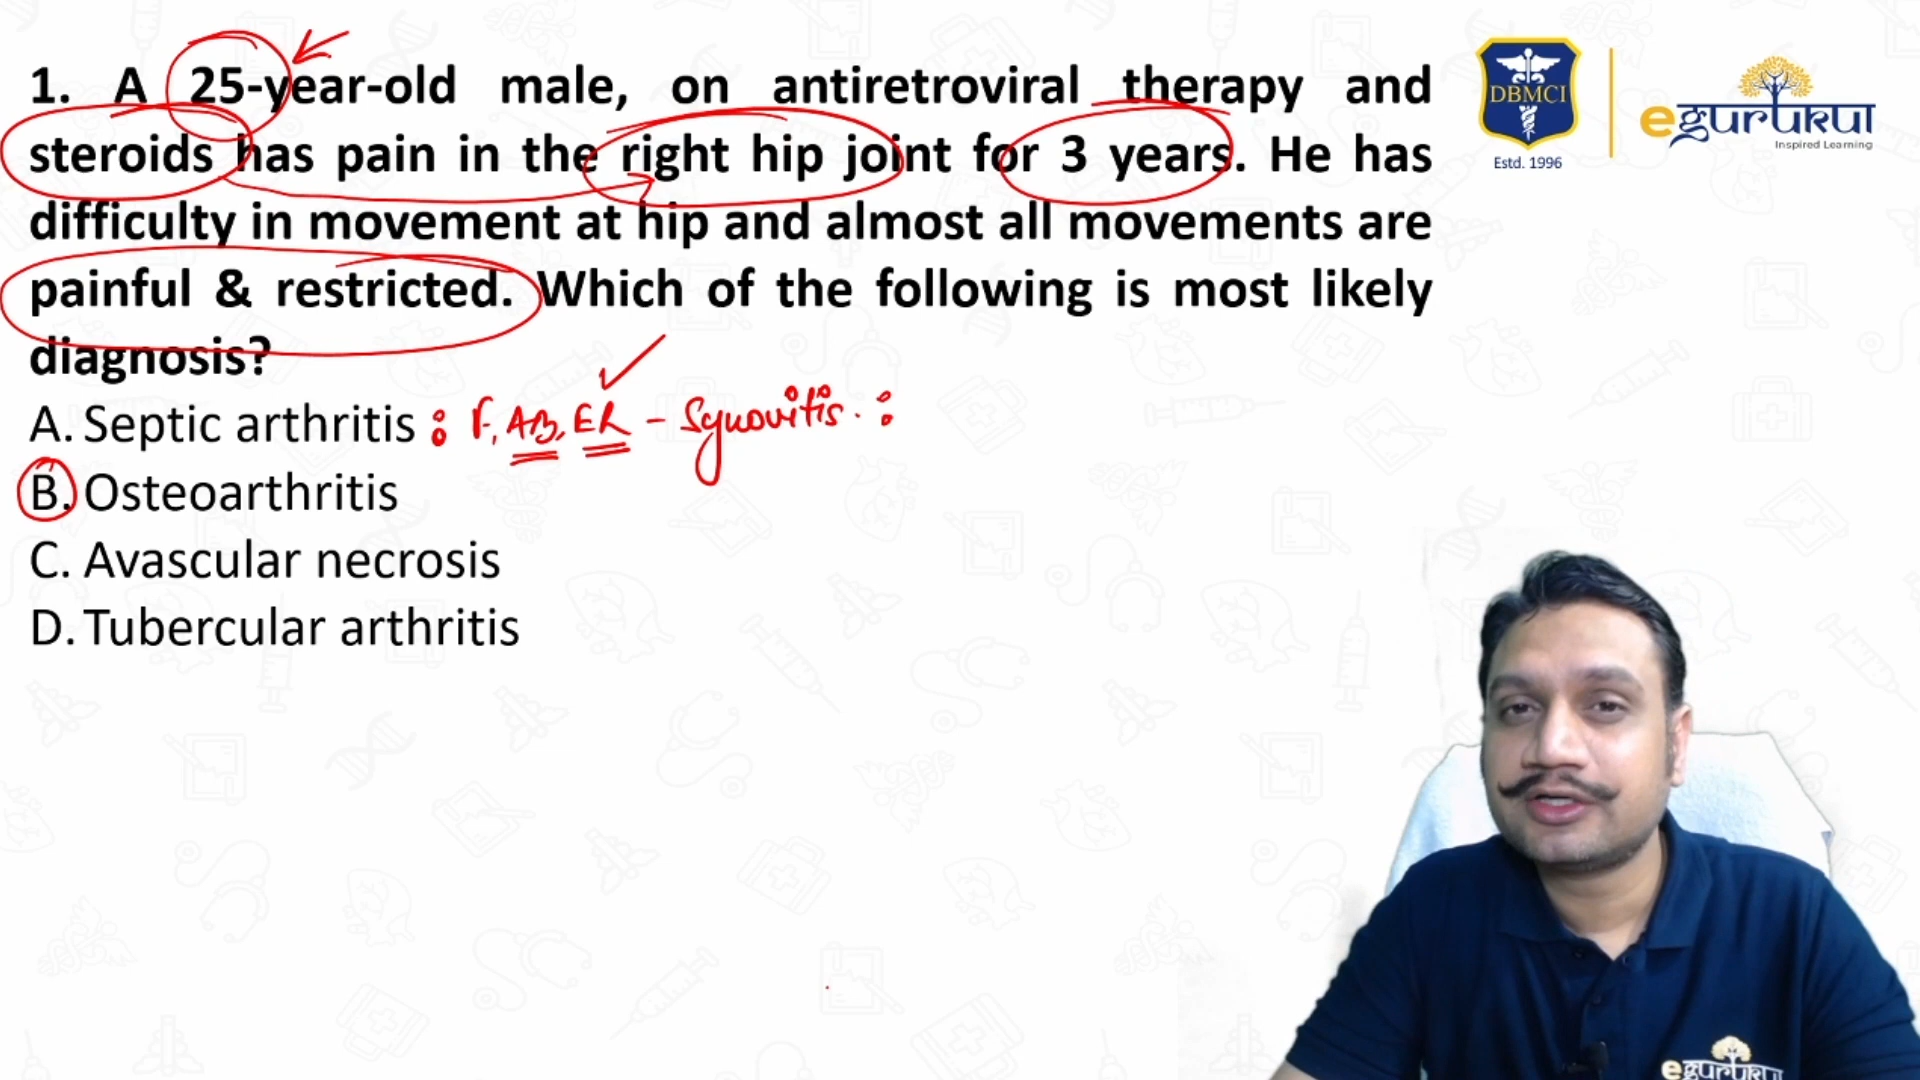 1. A 25-year-old male, on antiretroviral therapy and
steroids has pain in the right hip joint for 3 years. He has
difficulty in movement at hip and almost all movements are
painful & restricted. Which of the following is most likely
diagnosis?
A. Septic arthritis : F, AB, ER - Synovitis. :
B. Osteoarthritis
C. Avascular necrosis
D. Tubercular arthritis
DBMCI
Estd. 1996
egurukul
Inspired Learning
egurukul